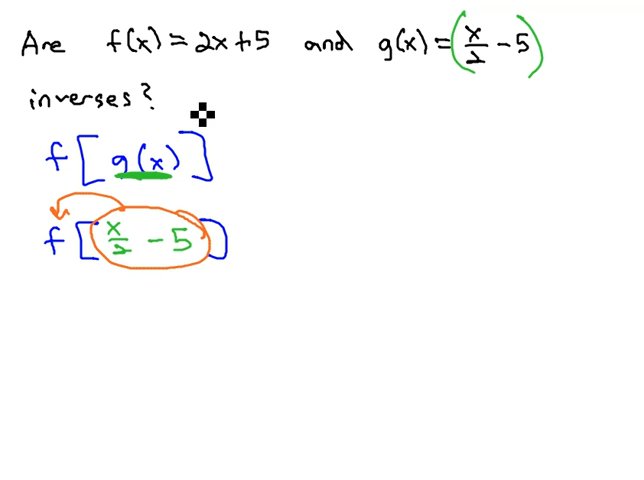 Are f(x) = 2x + 5 and g(x) = (x/2 - 5)
inverses?
f[g(x)]
f[x/2 - 5]